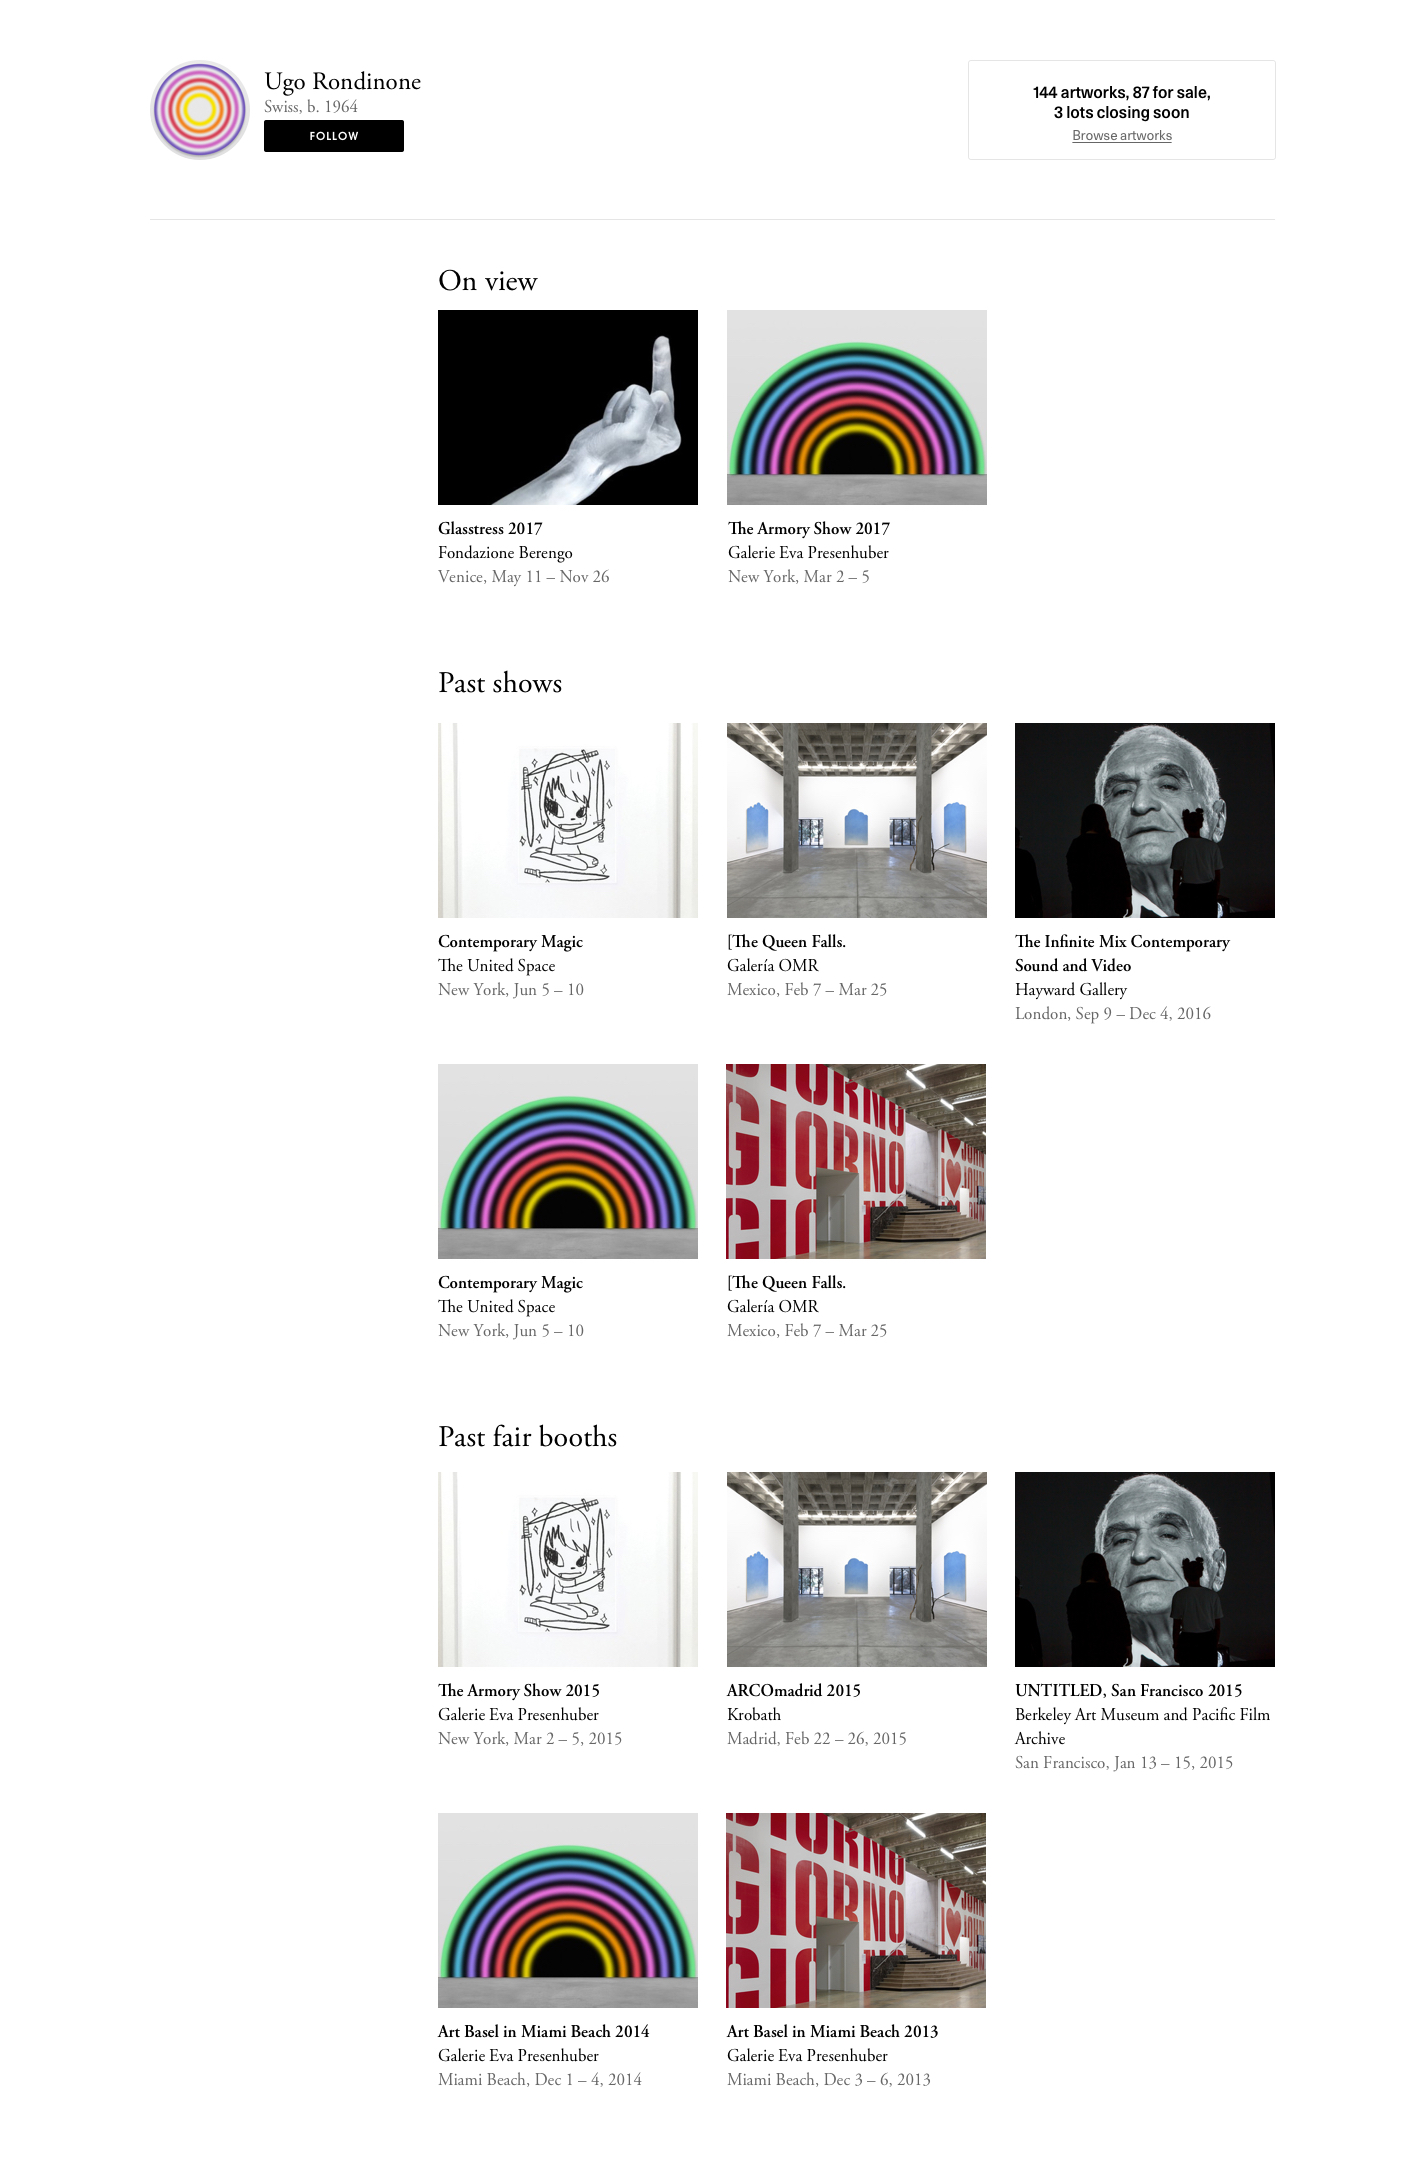 Ugo Rondinone
Swiss, b. 1964
FOLLOW
144 artworks, 87 for sale,
3 lots closing soon
Browse artworks
On view
Glasstress 2017
Fondazione Berengo
Venice, May 11 – Nov 26
The Armory Show 2017
Galerie Eva Presenhuber
New York, Mar 2 – 5
Past shows
Contemporary Magic
The United Space
New York, Jun 5 – 10
[The Queen Falls.
Galería OMR
Mexico, Feb 7 – Mar 25
The Infinite Mix Contemporary
Sound and Video
Hayward Gallery
London, Sep 9 – Dec 4, 2016
GIORNO
GIORNO
Contemporary Magic
The United Space
New York, Jun 5 – 10
[The Queen Falls.
Galería OMR
Mexico, Feb 7 – Mar 25
Past fair booths
The Armory Show 2015
Galerie Eva Presenhuber
New York, Mar 2 – 5, 2015
ARCOmadrid 2015
Krobath
Madrid, Feb 22 – 26, 2015
UNTITLED, San Francisco 2015
Berkeley Art Museum and Pacific Film
Archive
San Francisco, Jan 13 – 15, 2015
GIORNO
GIORNO
Art Basel in Miami Beach 2014
Galerie Eva Presenhuber
Miami Beach, Dec 1 – 4, 2014
Art Basel in Miami Beach 2013
Galerie Eva Presenhuber
Miami Beach, Dec 3 – 6, 2013